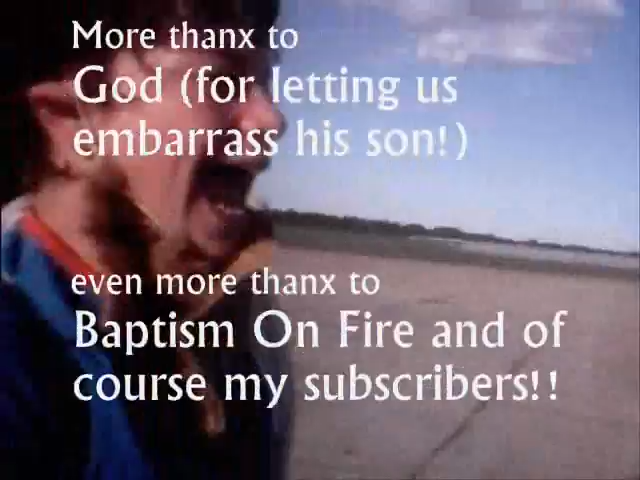 More thanx to
God (for letting us
embarrass his son!)
even more thanx to
Baptism On Fire and of
course my subscribers!!